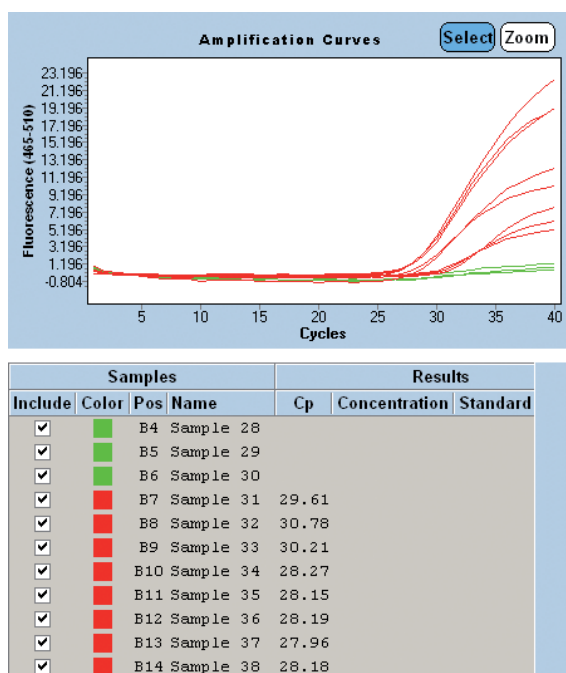 Amplification Curves
Select Zoom
23.196
21.196
19.196
17.196
15.196
13.196
11.196
9.196
7.196
5.196
3.196
1.196
-0.804
Fluorescence (465-510)
5 10 15 20 25 30 35 40
Cycles
Samples Results
Include Color Pos Name Cp Concentration Standard
B4 Sample 28
B5 Sample 29
B6 Sample 30
B7 Sample 31 29.61
B8 Sample 32 30.78
B9 Sample 33 30.21
B10 Sample 34 28.27
B11 Sample 35 28.15
B12 Sample 36 28.19
B13 Sample 37 27.96
B14 Sample 38 28.18